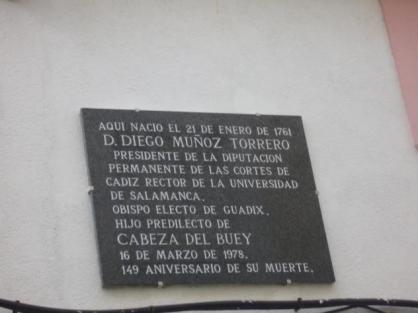 AQUI NACIO EL 21 DE ENERO DE 1761
D. DIEGO MUÑOZ TORRERO
PRESIDENTE DE LA DIPUTACION
PERMANENTE DE LAS CORTES DE
CADIZ RECTOR DE LA UNIVERSIDAD
DE SALAMANCA.
OBISPO ELECTO DE GUADIX.
HIJO PREDILECTO DE
CABEZA DEL BUEY
16 DE MARZO DE 1978.
149 ANIVERSARIO DE SU MUERTE.